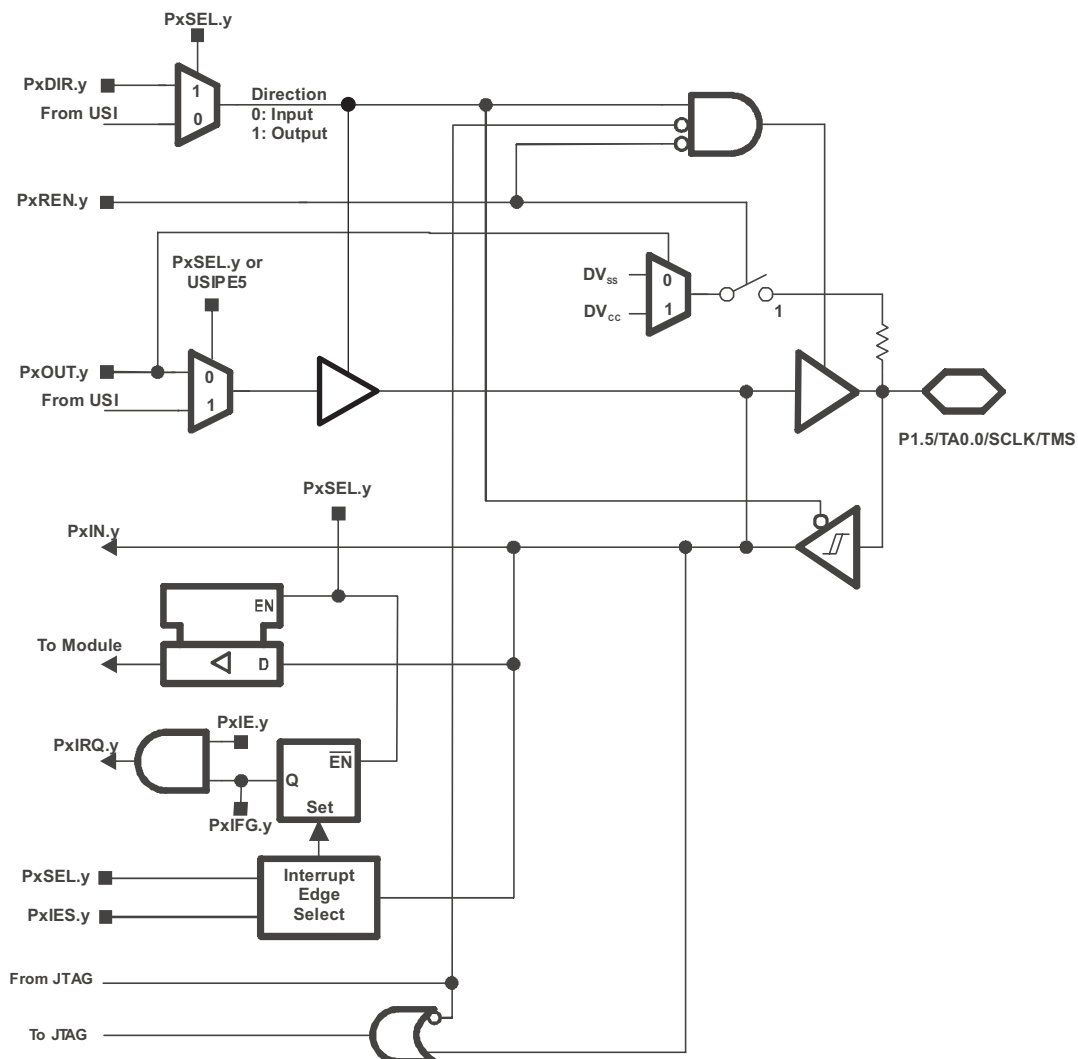 PxSEL.y
PxDIR.y
From USI
1
0
Direction
0: Input
1: Output
PxREN.y
PxSEL.y or
USIPE5
DVSS
DVCC
0
1
1
PxOUT.y
From USI
0
1
P1.5/TA0.0/SCLK/TMS
PxSEL.y
PxIN.y
EN
To Module
D
PxIE.y
PxIRQ.y
EN
Q
Set
PxIFG.y
PxSEL.y
PxIES.y
Interrupt
Edge
Select
From JTAG
To JTAG